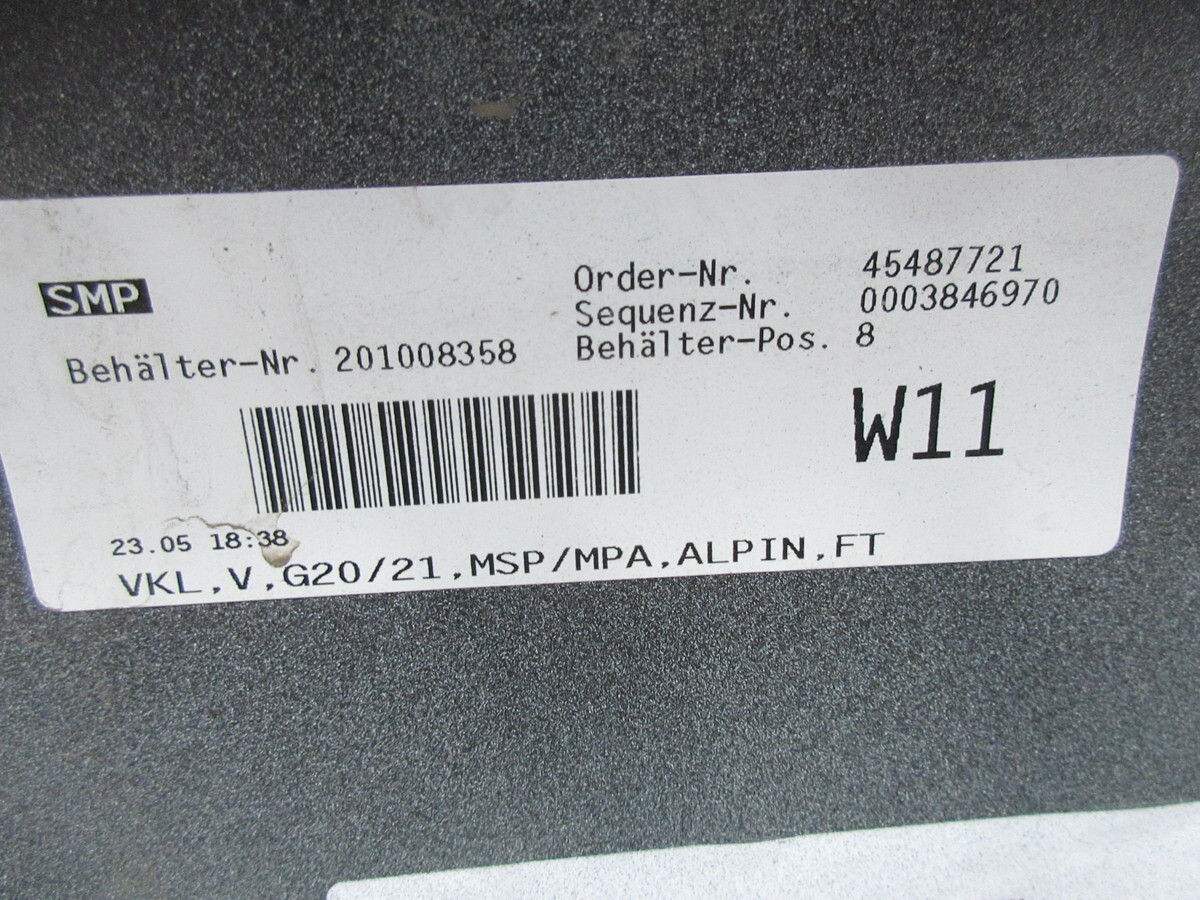 SMP
Order-Nr. 45487721
Sequenz-Nr. 0003846970
Behälter-Nr. 201008358 Behälter-Pos. 8
W11
23.05 18:38
VKL,V,G20/21,MSP/MPA,ALPIN,FT